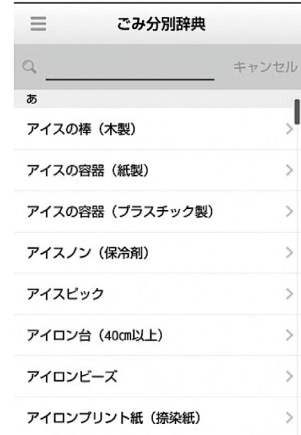 ごみ分別辞典
キャンセル
あ
アイスの棒（木製）
アイスの容器（紙製）
アイスの容器（プラスチック製）
アイスノン（保冷剤）
アイスピック
アイロン台（40㎝以上）
アイロンビーズ
アイロンプリント紙（捺染紙）